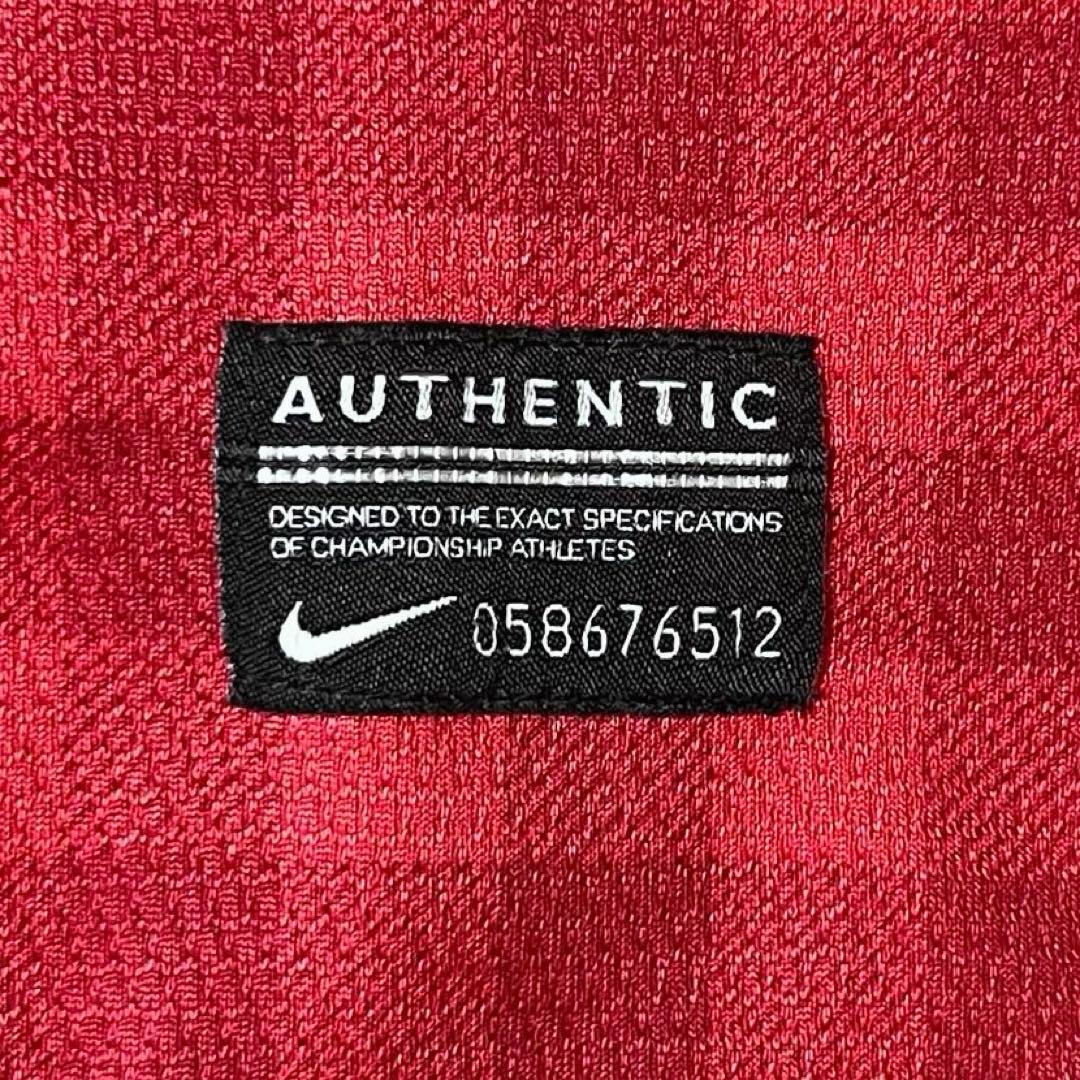 AUTHENTIC
DESIGNED TO THE EXACT SPECIFICATIONS
OF CHAMPIONSHIP ATHLETES
058676512